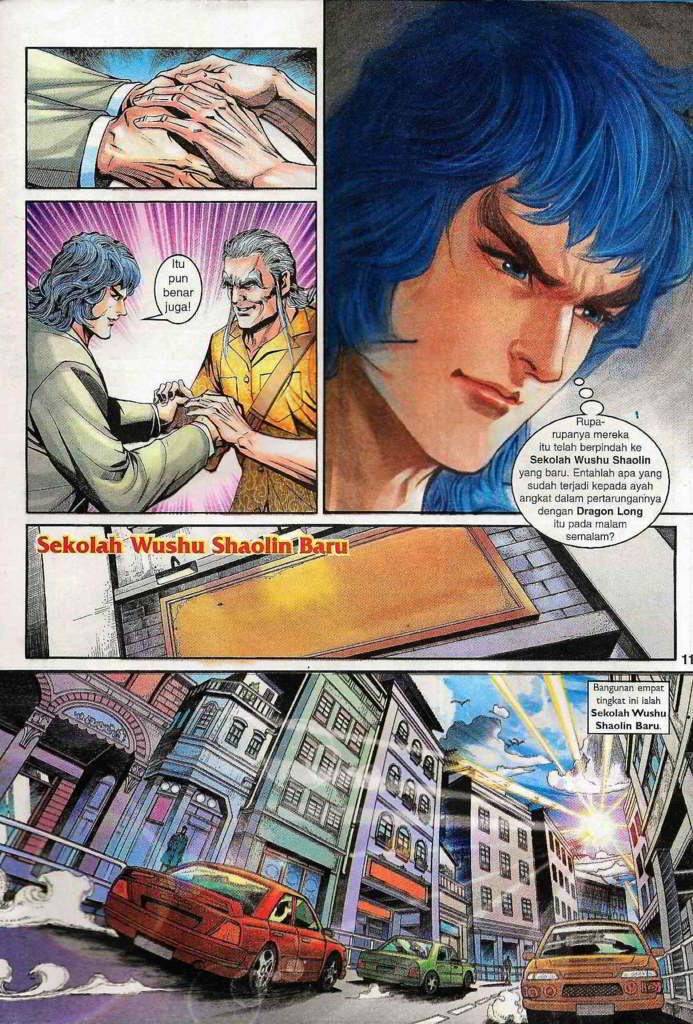 Itu
pun
benar
juga!
Rupa-
rupanya mereka
itu telah berpindah ke
Sekolah Wushu Shaolin
yang baru. Entahlah apa yang
sudah terjadi kepada ayah
angkat dalam pertarungannya
dengan Dragon Long
itu pada malam
semalam?
Sekolah Wushu Shaolin Baru
11
Bangunan empat
tingkat ini ialah
Sekolah Wushu
Shaolin Baru.